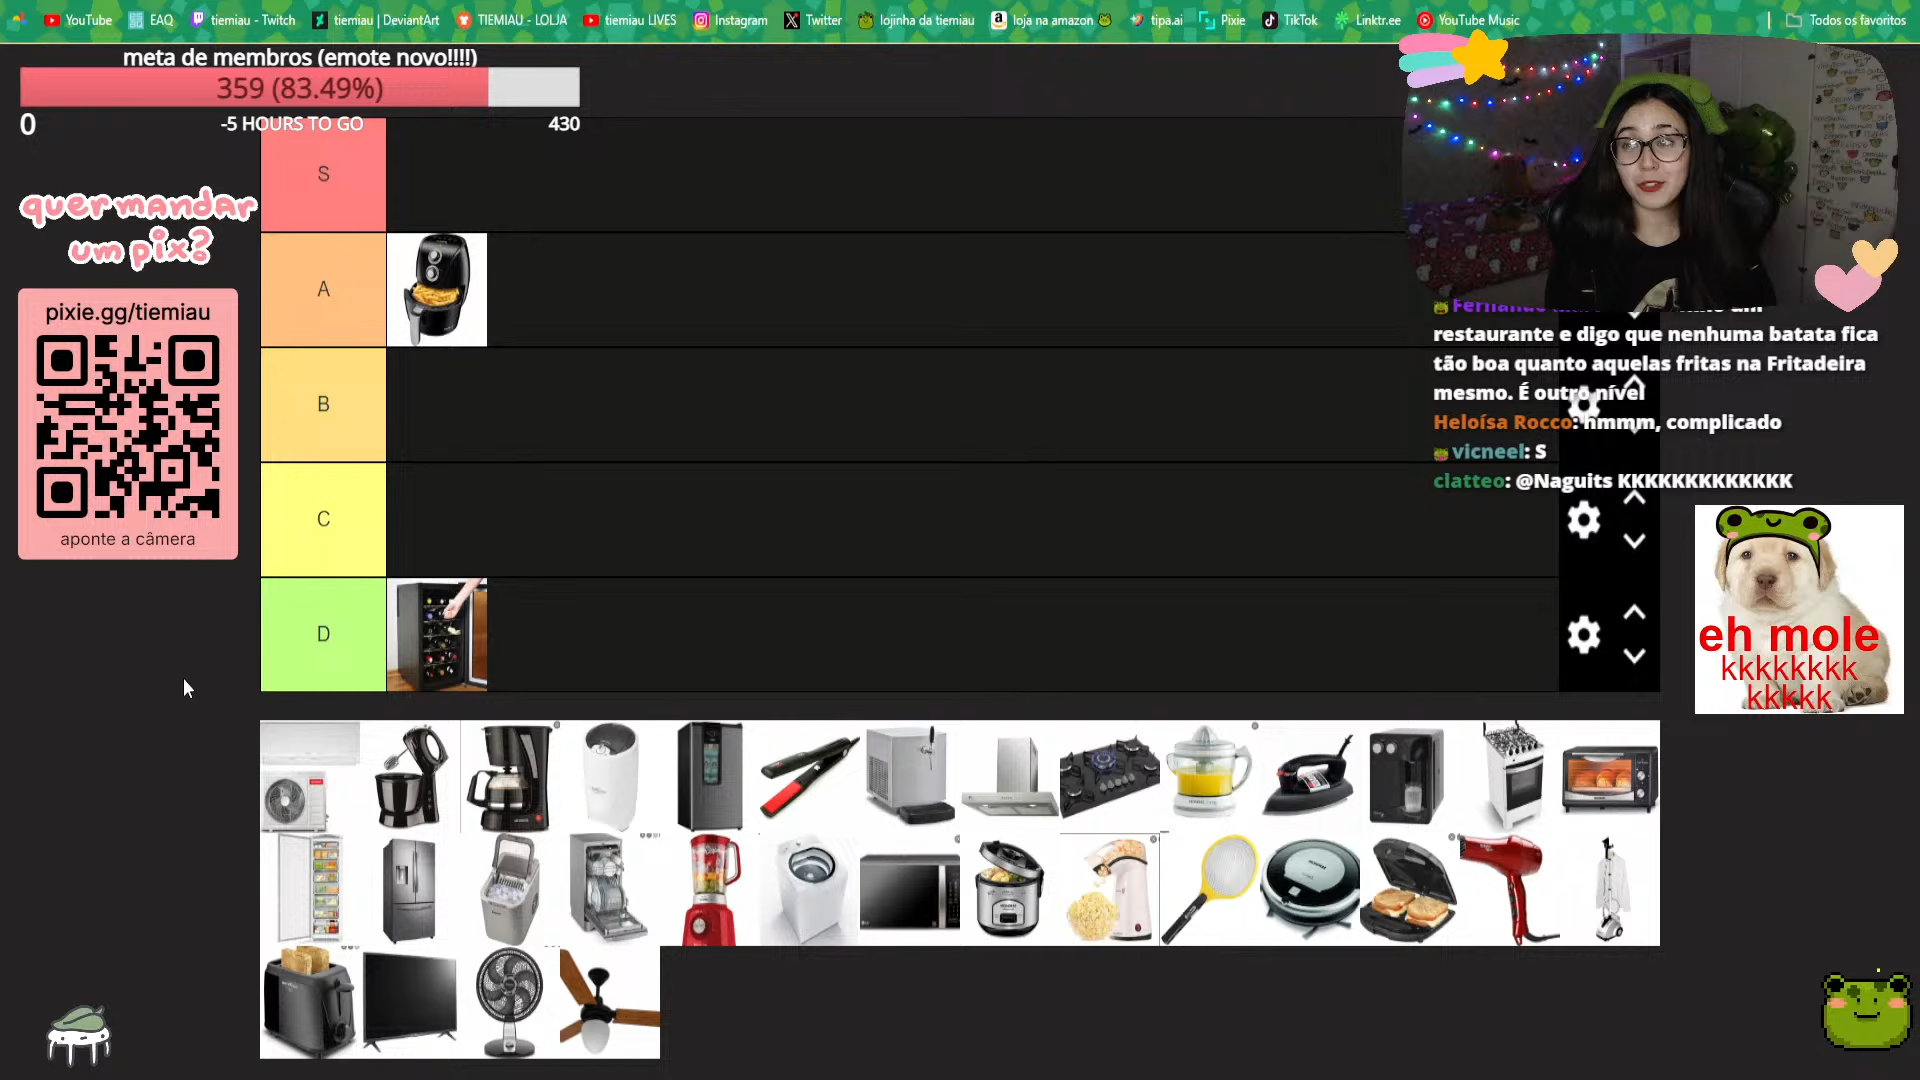 YouTube EAQ tiemiau - Twitch tiemiau | DeviantArt TIEMIAU - LOLJA tiemiau LIVES Instagram Twitter lojinha da tiemiau loja na amazon tipa.ai Pixie TikTok Linktr.ee YouTube Music Todos os favoritos
meta de membros (emote novo!!!!)
359 (83.49%)
0 -5 HOURS TO GO 430
quer mandar
um pix?
pixie.gg/tiemiau
aponte a câmera
S
A
B
C
D
restaurante e digo que nenhuma batata fica
tão boa quanto aquelas fritas na Fritadeira
mesmo. É outro nível
Heloísa Rocco: hmmm, complicado
vicneel: S
clatteo: @Naguits KKKKKKKKKKKKK
eh mole
kkkkkkkk
kkkkk